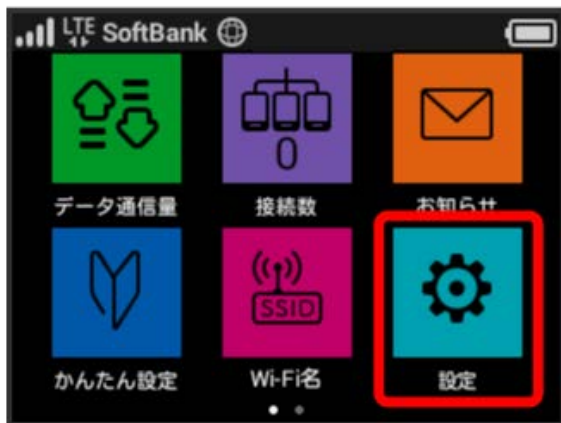 LTE SoftBank
データ通信量 接続数 お知らせ
0
かんたん設定 Wi-Fi名 設定
SSID